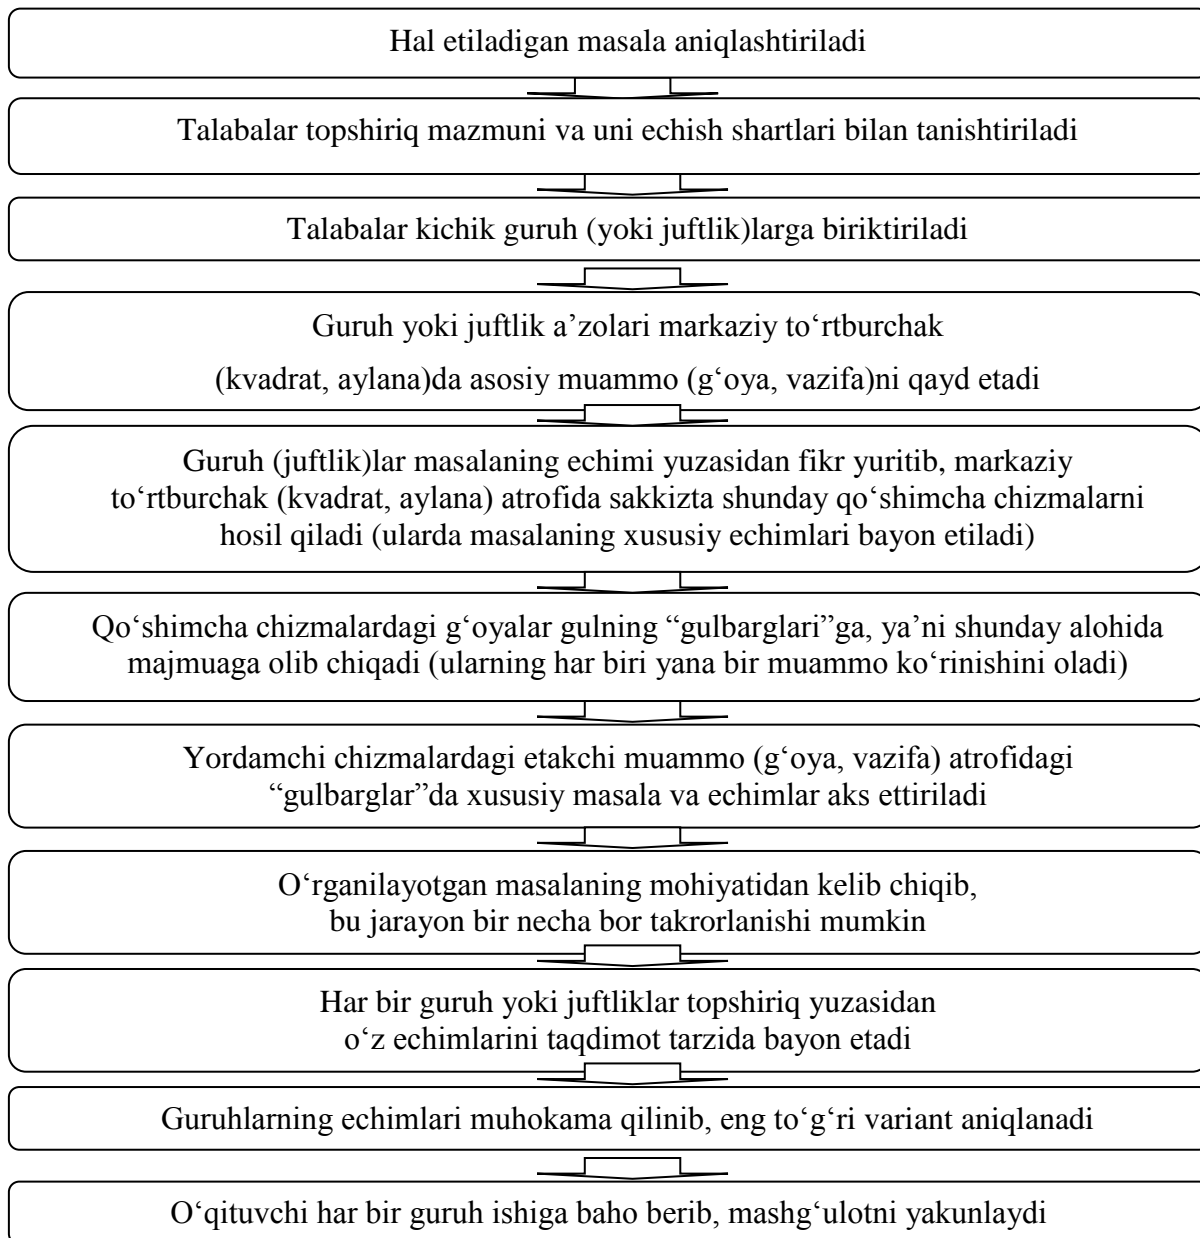 Hal etiladigan masala aniqlashtiriladi
Talabalar topshiriq mazmuni va uni echish shartlari bilan tanishtiriladi
Talabalar kichik guruh (yoki juftlik)larga biriktiriladi
Guruh yoki juftlik a’zolari markaziy to‘rtburchak
(kvadrat, aylana)da asosiy muammo (g‘oya, vazifa)ni qayd etadi
Guruh (juftlik)lar masalaning echimi yuzasidan fikr yuritib, markaziy
to‘rtburchak (kvadrat, aylana) atrofida sakkizta shunday qo‘shimcha chizmalarni
hosil qiladi (ularda masalaning xususiy echimlari bayon etiladi)
Qo‘shimcha chizmalardagi g‘oyalar gulning “gulbarglari”ga, ya’ni shunday alohida
majmuaga olib chiqadi (ularning har biri yana bir muammo ko‘rinishini oladi)
Yordamchi chizmalardagi etakchi muammo (g‘oya, vazifa) atrofidagi
“gulbarglar”da xususiy masala va echimlar aks ettiriladi
O‘rganilayotgan masalaning mohiyatidan kelib chiqib,
bu jarayon bir necha bor takrorlanishi mumkin
Har bir guruh yoki juftliklar topshiriq yuzasidan
o‘z echimlarini taqdimot tarzida bayon etadi
Guruhlarning echimlari muhokama qilinib, eng to‘g‘ri variant aniqlanadi
O‘qituvchi har bir guruh ishiga baho berib, mashg‘ulotni yakunlaydi